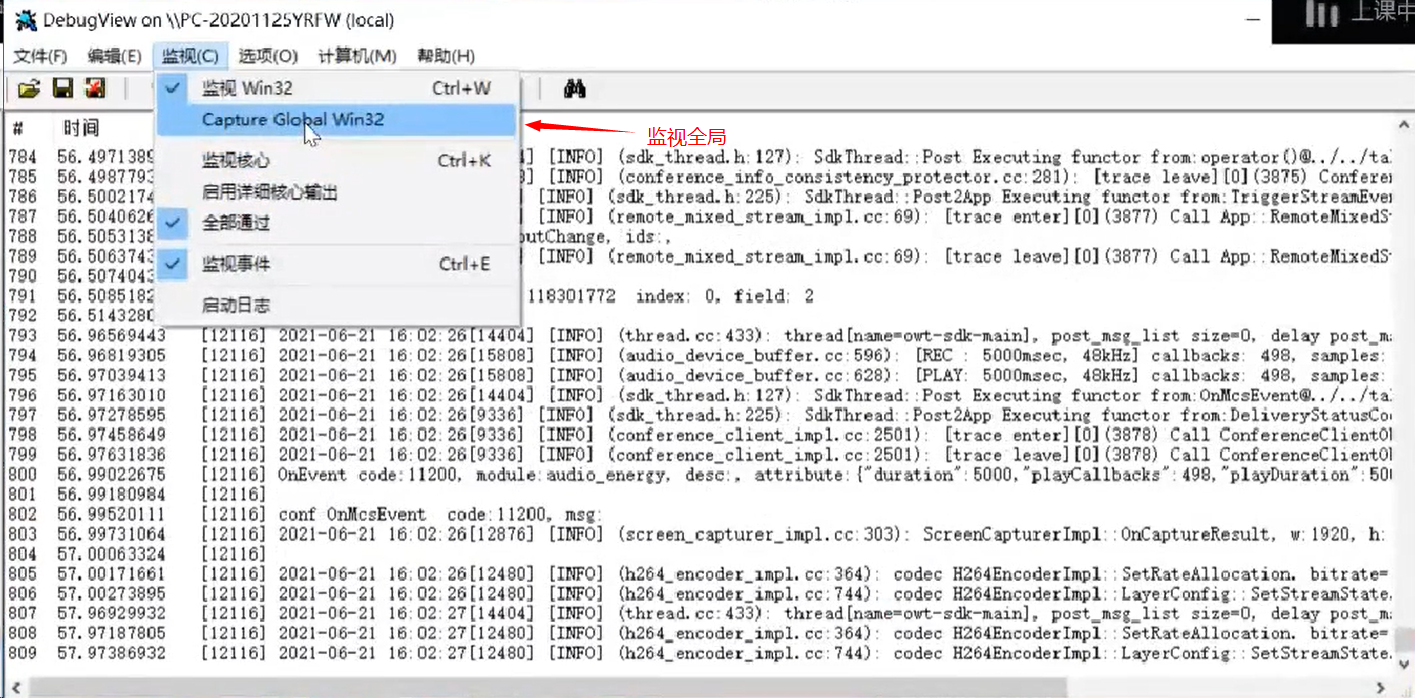 DebugView on \\PC-20201125YRFW (local)
上课中
文件(F) 编辑(E) 监视(C) 选项(O) 计算机(M) 帮助(H)
监视 Win32 Ctrl+W
Capture Global Win32
监视全局
监视核心 Ctrl+K
启用详细核心输出
全部通过
监视事件 Ctrl+E
启动日志
# 时间
784 56.4971389 [INFO] (sdk_thread.h:127): SdkThread::Post Executing functor from:operator()@../../ta
785 56.4987793 [INFO] (conference_info_consistency_protector.cc:281): [trace leave][0](3875) Conferen
786 56.5002174 [INFO] (sdk_thread.h:225): SdkThread::Post2App Executing functor from:TriggerStreamEve
787 56.5040626 [INFO] (remote_mixed_stream_impl.cc:69): [trace enter][0](3877) Call App::RemoteMixedS
788 56.5053138 outChange, ids:,
789 56.5063743 [INFO] (remote_mixed_stream_impl.cc:69): [trace leave][0](3877) Call App::RemoteMixedS
790 56.5074043
791 56.5085182 118301772 index: 0, field: 2
792 56.5143280
793 56.96569443 [12116] 2021-06-21 16:02:26[14404] [INFO] (thread.cc:433): thread[name=owt-sdk-main], post_msg_list size=0, delay post_m
794 56.96819305 [12116] 2021-06-21 16:02:26[15808] [INFO] (audio_device_buffer.cc:596): [REC : 5000msec, 48kHz] callbacks: 498, samples:
795 56.97039413 [12116] 2021-06-21 16:02:26[15808] [INFO] (audio_device_buffer.cc:628): [PLAY: 5000msec, 48kHz] callbacks: 498, samples:
796 56.97163010 [12116] 2021-06-21 16:02:26[14404] [INFO] (sdk_thread.h:127): SdkThread::Post Executing functor from:OnMcsEvent@../../ta
797 56.97278595 [12116] 2021-06-21 16:02:26[9336] [INFO] (sdk_thread.h:225): SdkThread::Post2App Executing functor from:DeliveryStatusCo
798 56.97458649 [12116] 2021-06-21 16:02:26[9336] [INFO] (conference_client_impl.cc:2501): [trace enter][0](3878) Call ConferenceClientOb
799 56.97631836 [12116] 2021-06-21 16:02:26[9336] [INFO] (conference_client_impl.cc:2501): [trace leave][0](3878) Call ConferenceClientOb
800 56.99022675 [12116] OnEvent code:11200, module:audio_energy, desc:, attribute:{"duration":5000,"playCallbacks":498,"playDuration":50
801 56.99180984 [12116]
802 56.99520111 [12116] conf OnMcsEvent code:11200, msg:
803 56.99731064 [12116] 2021-06-21 16:02:26[12876] [INFO] (screen_capturer_impl.cc:303): ScreenCapturerImpl::OnCaptureResult, w:1920, h:
804 57.00063324 [12116]
805 57.00171661 [12116] 2021-06-21 16:02:26[12480] [INFO] (h264_encoder_impl.cc:364): codec H264EncoderImpl::SetRateAllocation. bitrate=
806 57.00273895 [12116] 2021-06-21 16:02:26[12480] [INFO] (h264_encoder_impl.cc:744): codec H264EncoderImpl::LayerConfig::SetStreamState.
807 57.96929932 [12116] 2021-06-21 16:02:27[14404] [INFO] (thread.cc:433): thread[name=owt-sdk-main], post_msg_list size=0, delay post_m
808 57.97187805 [12116] 2021-06-21 16:02:27[12480] [INFO] (h264_encoder_impl.cc:364): codec H264EncoderImpl::SetRateAllocation. bitrate=
809 57.97386932 [12116] 2021-06-21 16:02:27[12480] [INFO] (h264_encoder_impl.cc:744): codec H264EncoderImpl::LayerConfig::SetStreamState.